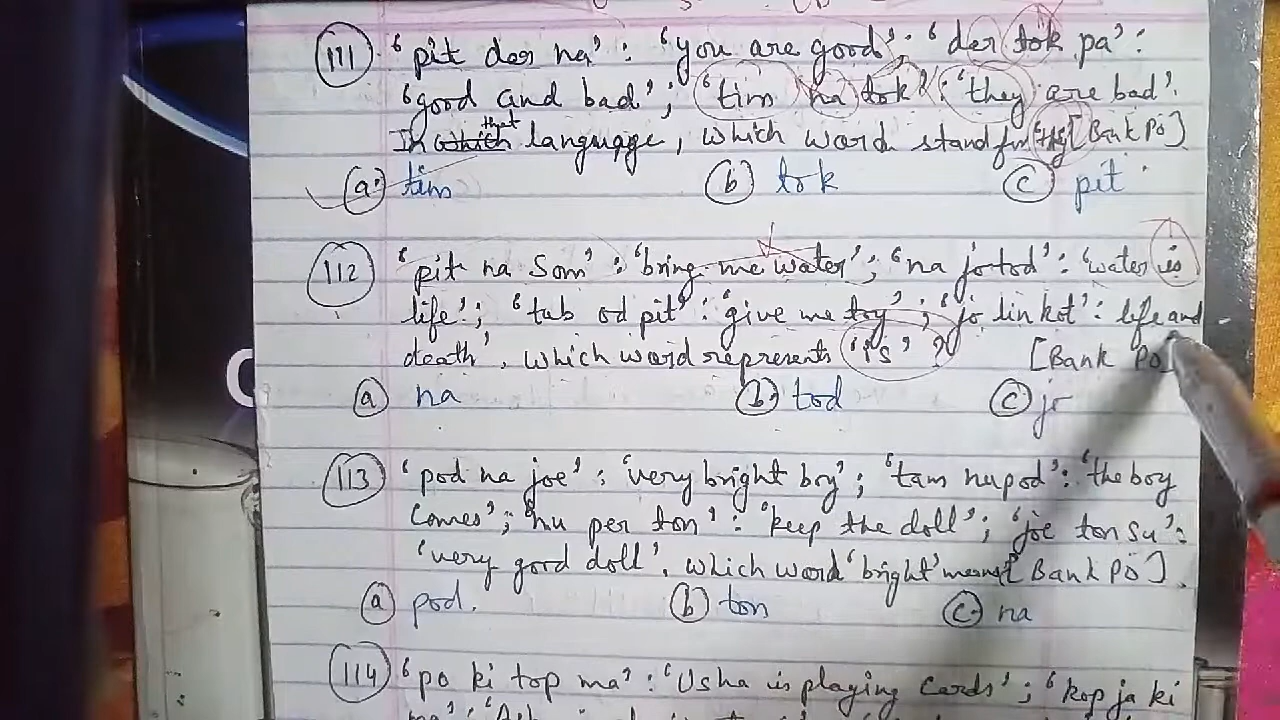 111 'pit der na' : 'you are good'; 'der tok pa' :
'good and bad'; 'tim na tok' : 'they are bad'.
In which that language, which word stand for [Bank PO]
a. tim b tok c pit
112 'pit na Som' : 'bring me water'; 'na jo tod' : 'water is
life'; 'tub od pit' : 'give me toy'; 'jo lin kot' : life and
death', which word represents 'is' ? [Bank PO]
a na b. tod c jo
113 'pod na joe' : 'very bright boy'; 'tam nu pod' : 'the boy
comes'; 'nu per ton' : 'keep the doll'; 'joe ton su' :
'very good doll', which word 'bright' means [Bank PO].
a pod. b ton c. na
114 'po ki top ma' : 'Usha is playing cards'; 'kop ja ki
ma' :